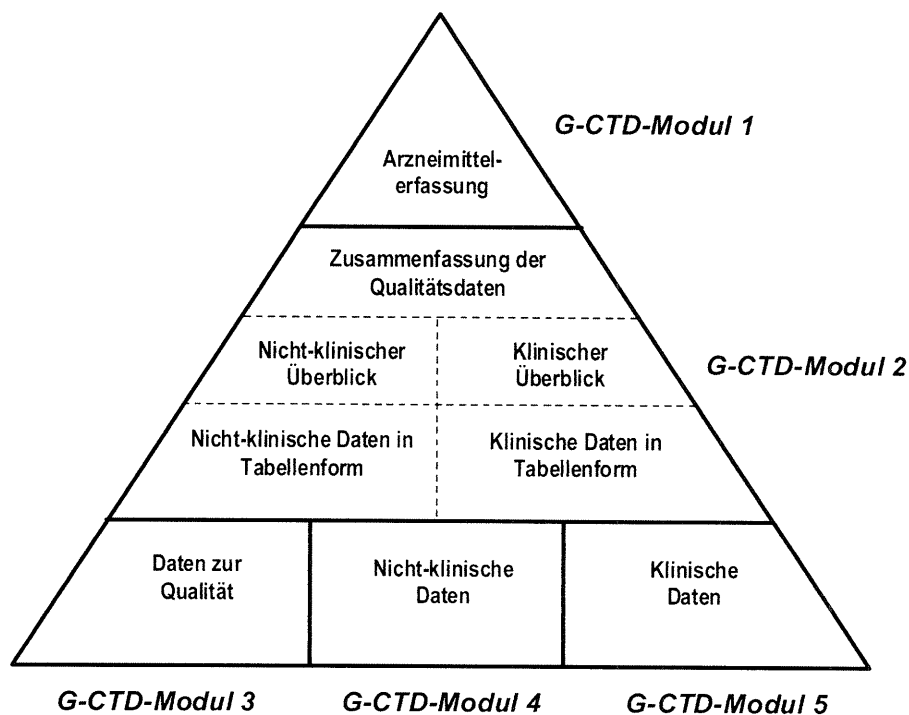 G-CTD-Modul 1
Arzneimittel-
erfassung
Zusammenfassung der
Qualitätsdaten
Nicht-klinischer
Überblick
Klinischer
Überblick
G-CTD-Modul 2
Nicht-klinische Daten in
Tabellenform
Klinische Daten in
Tabellenform
Daten zur
Qualität
Nicht-klinische
Daten
Klinische
Daten
G-CTD-Modul 3
G-CTD-Modul 4
G-CTD-Modul 5